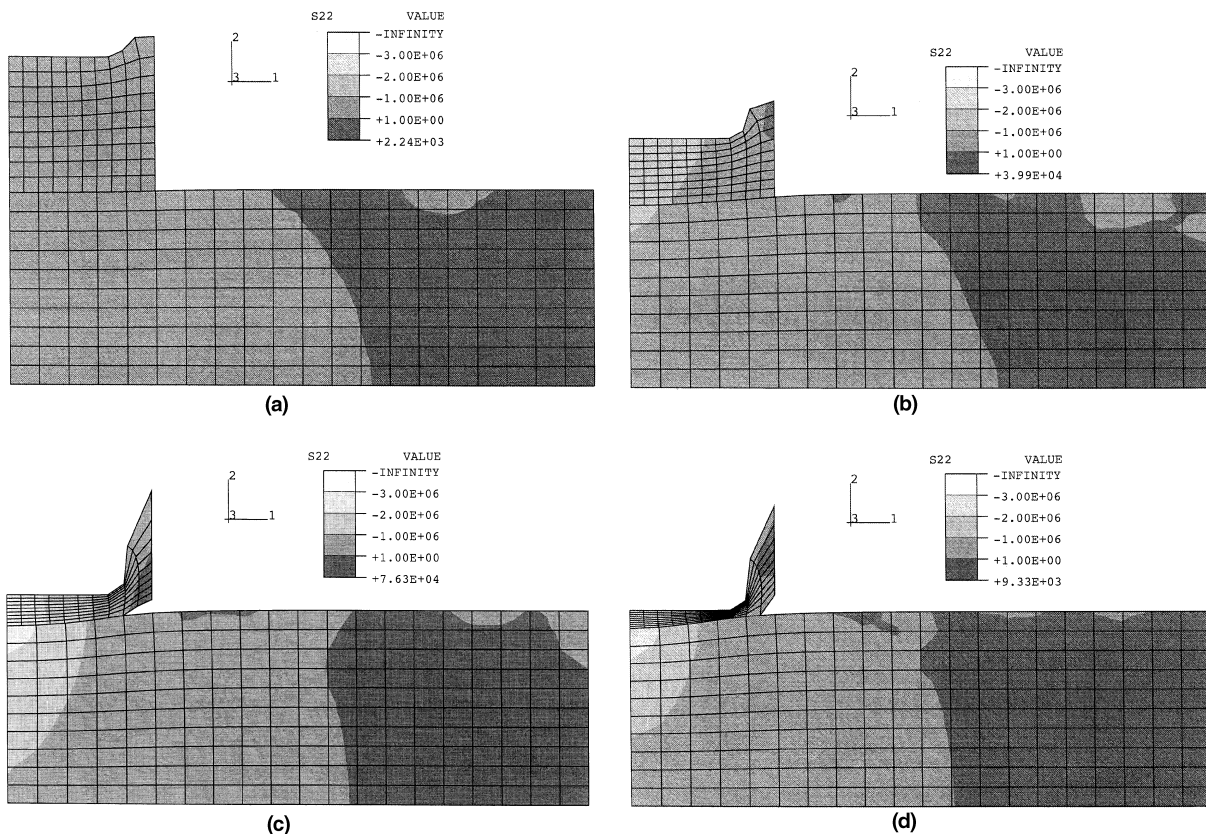 S22 VALUE
-INFINITY
-3.00E+06
-2.00E+06
-1.00E+06
+1.00E+00
+2.24E+03
2
3 1
(a)
S22 VALUE
-INFINITY
-3.00E+06
-2.00E+06
-1.00E+06
+1.00E+00
+3.99E+04
2
3 1
(b)
S22 VALUE
-INFINITY
-3.00E+06
-2.00E+06
-1.00E+06
+1.00E+00
+7.63E+04
2
3 1
(c)
S22 VALUE
-INFINITY
-3.00E+06
-2.00E+06
-1.00E+06
+1.00E+00
+9.33E+03
2
3 1
(d)